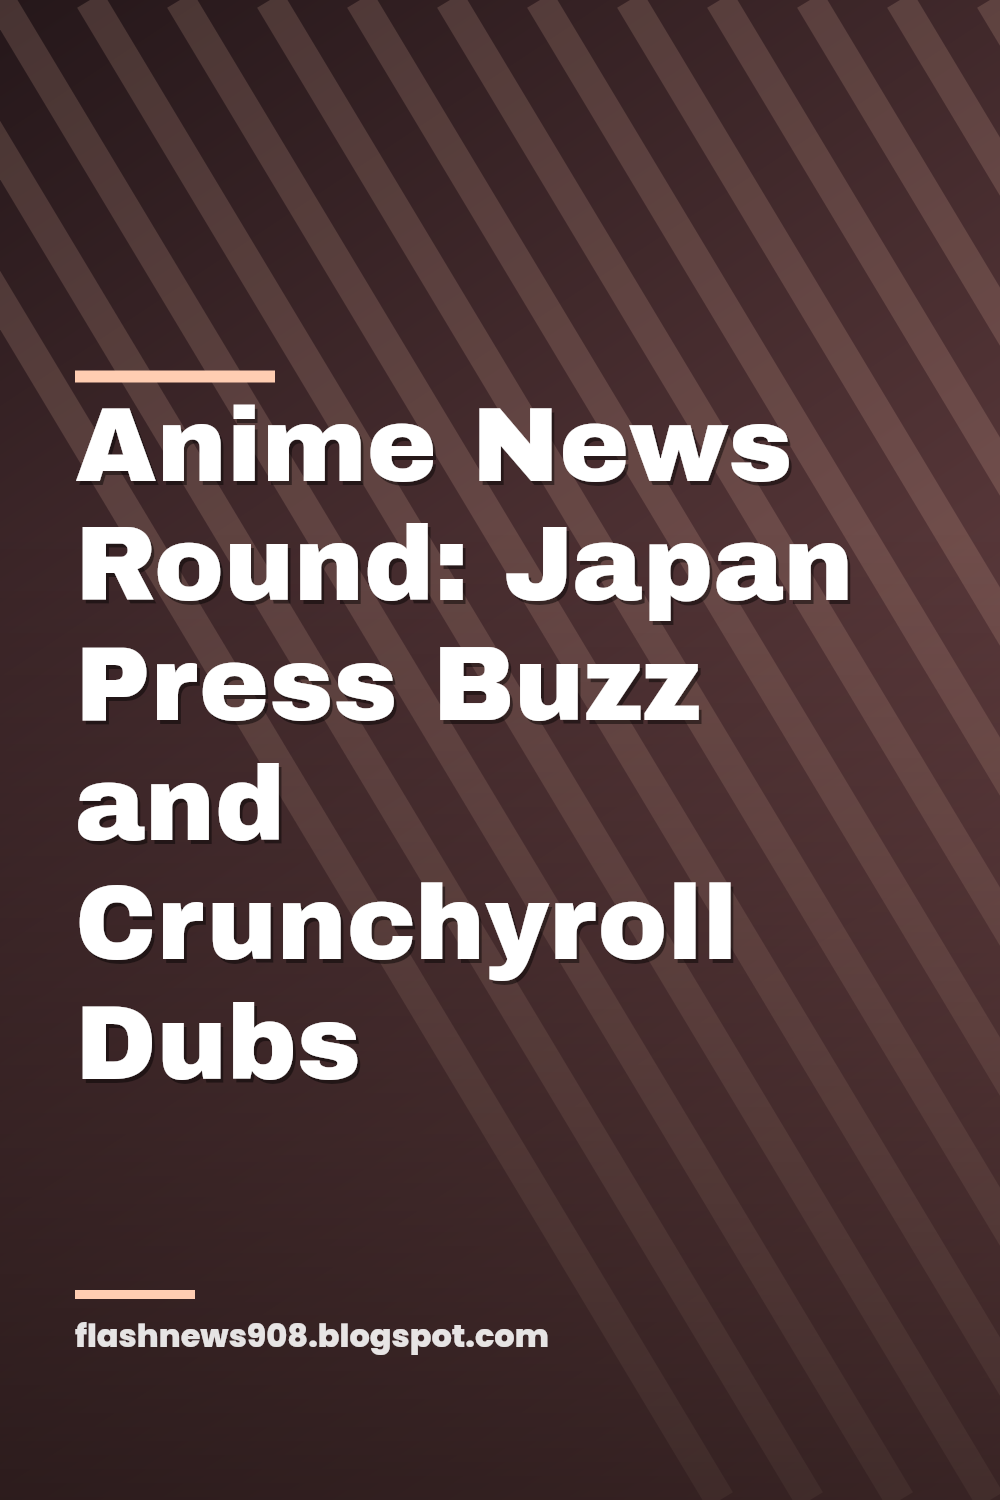 Anime News
Round: Japan
Press Buzz
and
Crunchyroll
Dubs
flashnews908.blogspot.com